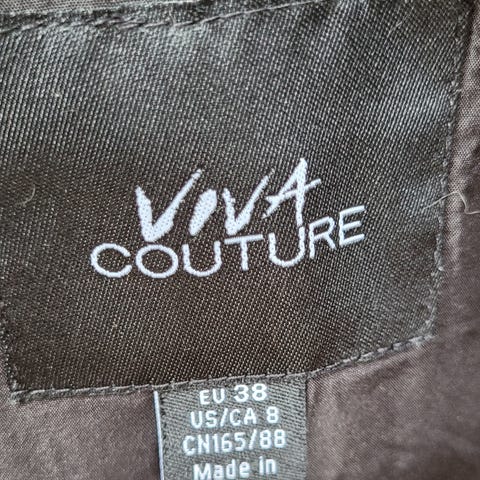 VIVA
COUTURE
EU 38
US/CA 8
CN165/88
Made in